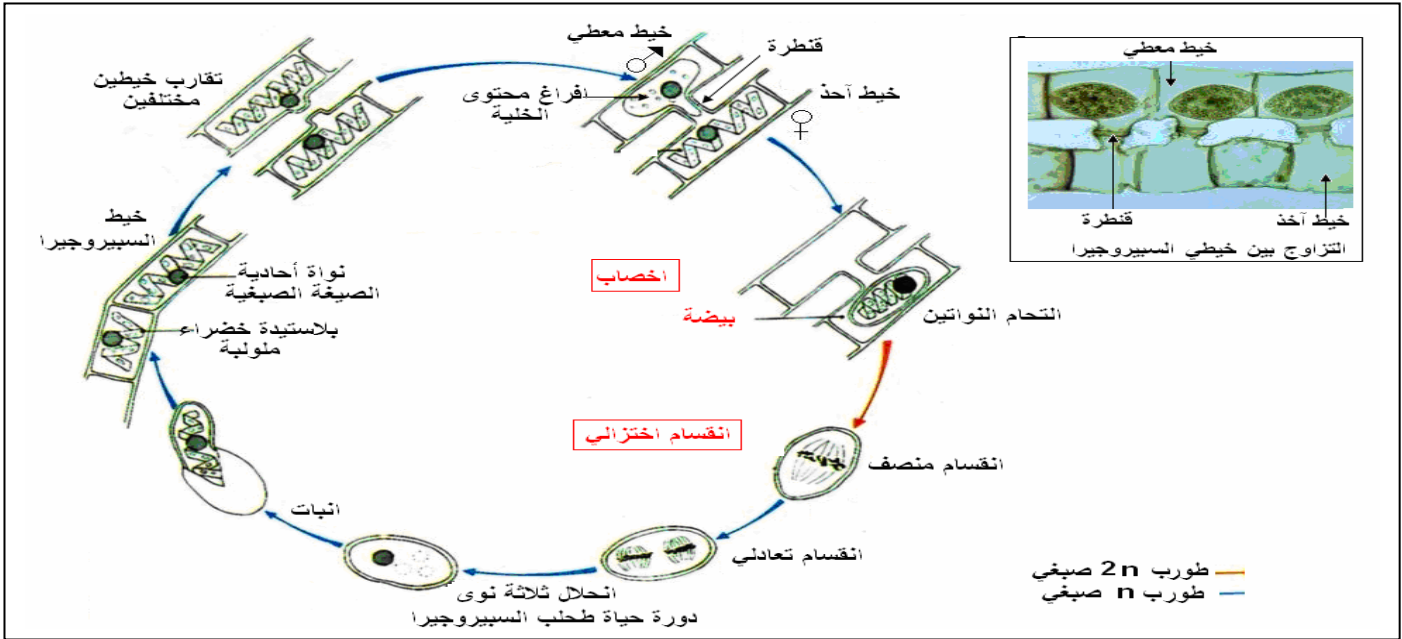 تقارب خيطين
مختلفين
خيط معطي
♂
افراغ محتوى
الخلية
قنطرة
خيط آحذ
♀
خيط
السبيروجيرا
نواة أحادية
الصيغة الصبغية
بلاستيدة خضراء
ملولبة
اخصاب
بيضة
التحام النواتين
انقسام اختزالي
انقسام منصف
انقسام تعادلي
انحلال ثلاثة نوى
انبات
دورة حياة طحلب السبيروجيرا
خيط معطي
قنطرة
خيط آخذ
التزاوج بين خيطي السبيروجيرا
طورب 2n صبغي
طورب n صبغي